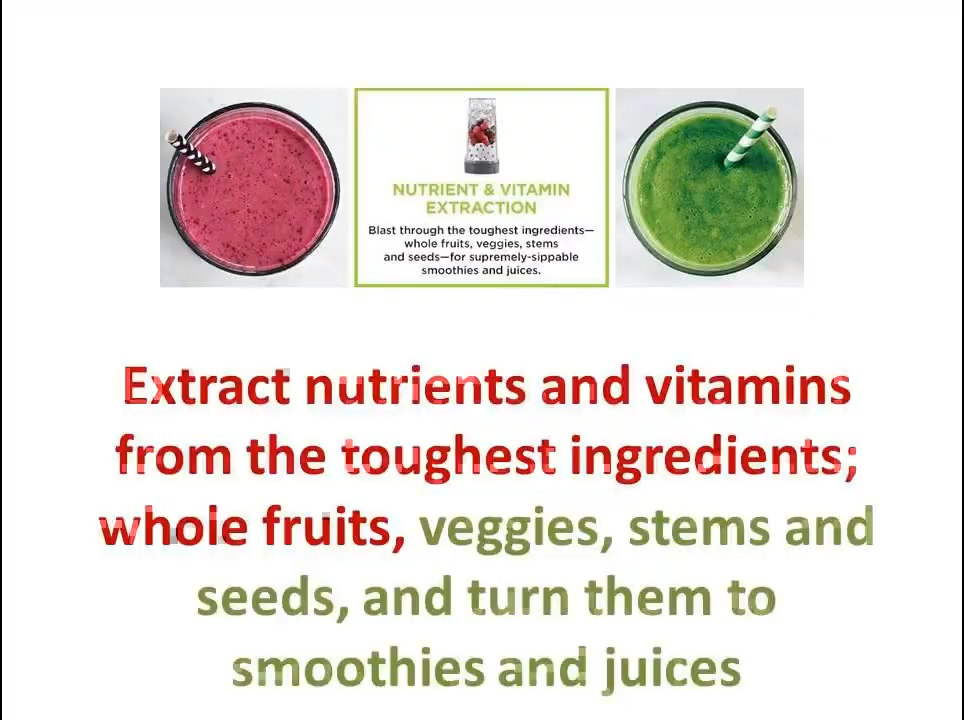 NUTRIENT & VITAMIN
EXTRACTION
Blast through the toughest ingredients—
whole fruits, veggies, stems
and seeds—for supremely-sippable
smoothies and juices.
Extract nutrients and vitamins
from the toughest ingredients;
whole fruits, veggies, stems and
seeds, and turn them to
smoothies and juices